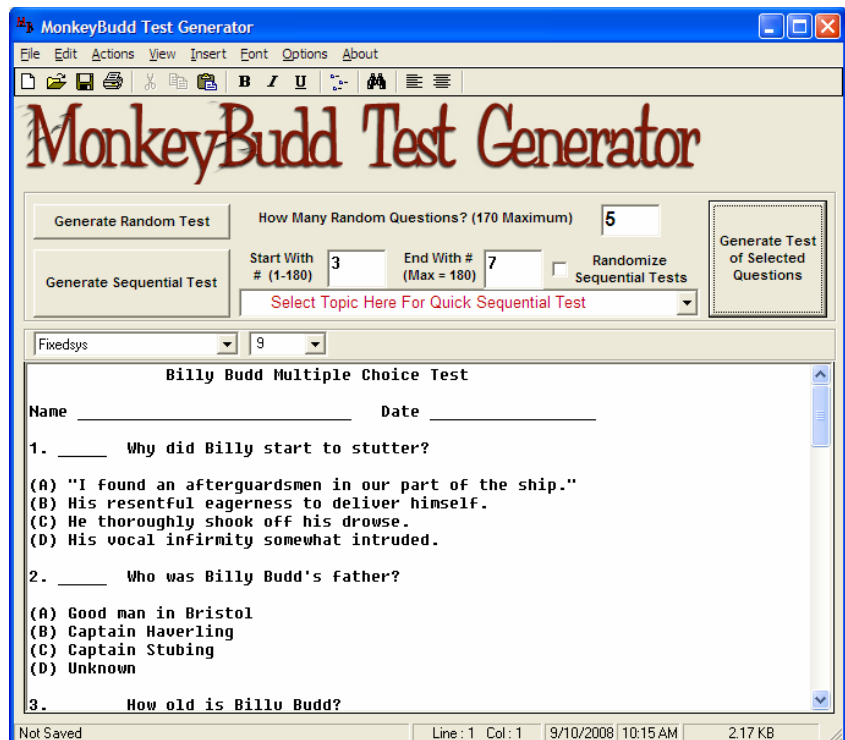 MonkeyBudd Test Generator
File Edit Actions View Insert Font Options About
B I U
MonkeyBudd Test Generator
Generate Random Test
How Many Random Questions? (170 Maximum)
5
Generate Sequential Test
Start With
# (1-180)
3
End With #
(Max = 180)
7
Randomize
Sequential Tests
Select Topic Here For Quick Sequential Test
Generate Test
of Selected
Questions
Fixedsys 9
Billy Budd Multiple Choice Test
Name _________________________ Date _______________
1. _____ Why did Billy start to stutter?
(A) "I found an afterguardsmen in our part of the ship."
(B) His resentful eagerness to deliver himself.
(C) He thoroughly shook off his drowse.
(D) His vocal infirmity somewhat intruded.
2. _____ Who was Billy Budd's father?
(A) Good man in Bristol
(B) Captain Haverling
(C) Captain Stubing
(D) Unknown
3. How old is Billy Budd?
Not Saved Line : 1 Col : 1 9/10/2008 10:15 AM 2.17 KB